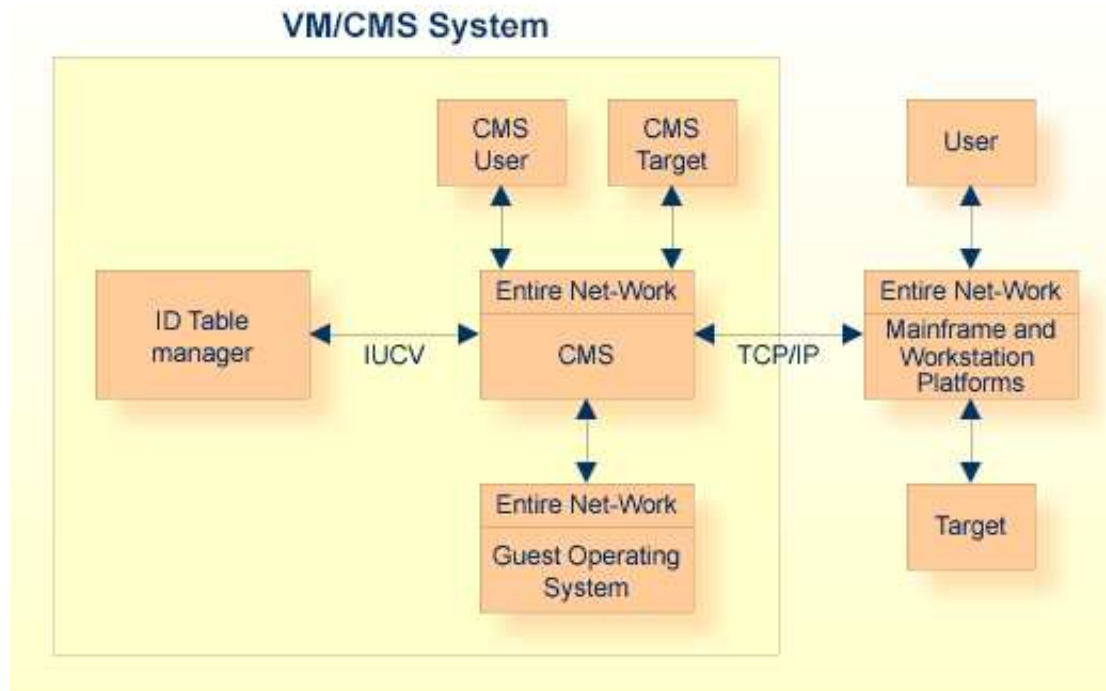 VM/CMS System
CMS
User
CMS
Target
User
ID Table
manager
IUCV
Entire Net-Work
CMS
TCP/IP
Entire Net-Work
Mainframe and
Workstation
Platforms
Entire Net-Work
Guest Operating
System
Target